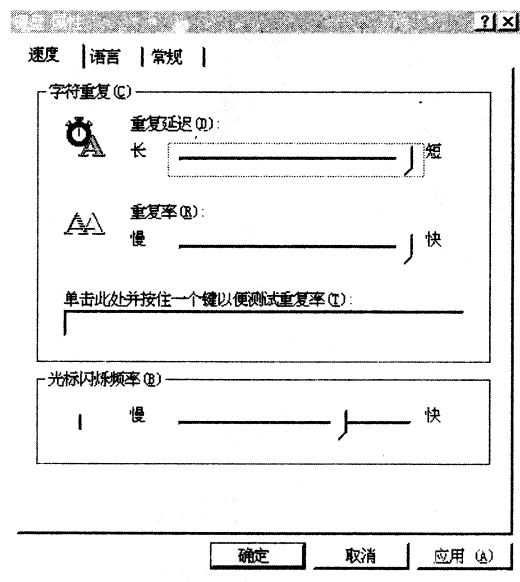 速度 语言 常规
字符重复(C)
重复延迟(D):
长 短
重复率(R):
慢 快
单击此处并按住一个键以便测试重复率(T):
光标闪烁频率(B)
慢 快
确定 取消 应用(A)